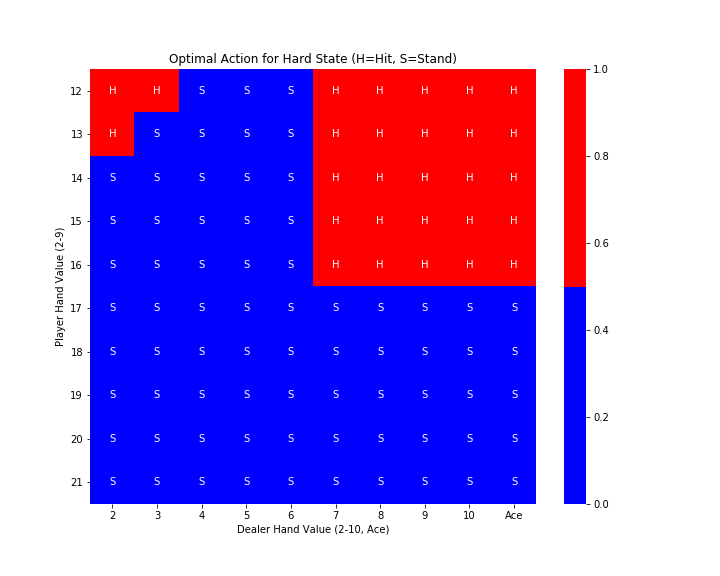 Optimal Action for Hard State (H=Hit, S=Stand)
Player Hand Value (2-9)
12 H H S S S H H H H H
13 H S S S S H H H H H
14 S S S S S H H H H H
15 S S S S S H H H H H
16 S S S S S H H H H H
17 S S S S S S S S S S
18 S S S S S S S S S S
19 S S S S S S S S S S
20 S S S S S S S S S S
21 S S S S S S S S S S
2 3 4 5 6 7 8 9 10 Ace
Dealer Hand Value (2-10, Ace)
1.0
0.8
0.6
0.4
0.2
0.0